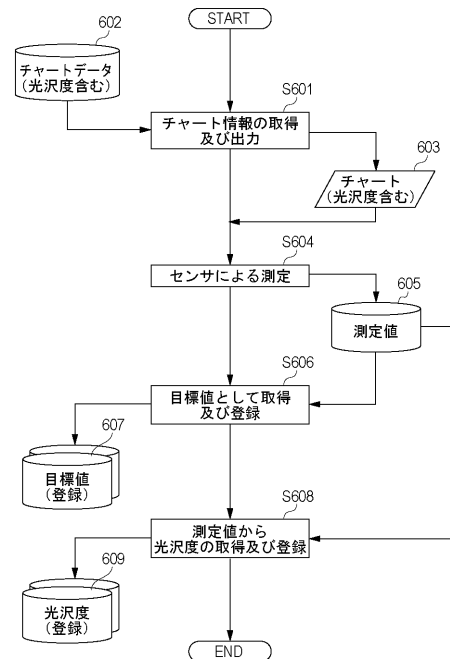 START
602
チャートデータ
(光沢度含む)
S601
チャート情報の取得
及び出力
603
チャート
(光沢度含む)
S604
センサによる測定
605
測定値
S606
目標値として取得
及び登録
607
目標値
(登録)
S608
測定値から
光沢度の取得及び登録
609
光沢度
(登録)
END